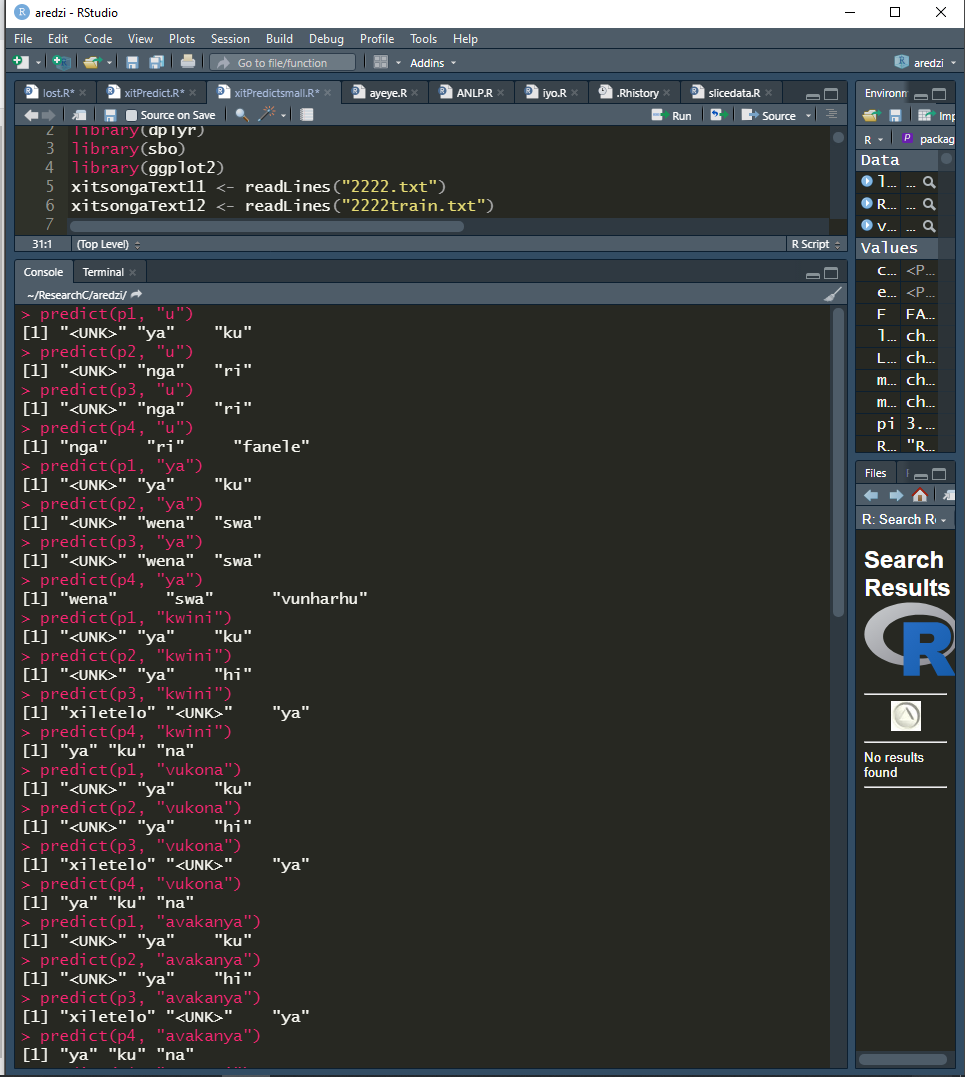 aredzi - RStudio
File Edit Code View Plots Session Build Debug Profile Tools Help
Go to file/function
Addins
aredzi
lost.R*
xitPredict.R*
xitPredictsmall.R*
ayeye.R
ANLP.R
iyo.R
.Rhistory
slicedata.R
Source on Save
Run
Source
2 library(dplyr)
3 library(sbo)
4 library(ggplot2)
5 xitsongaText11 <- readLines("2222.txt")
6 xitsongaText12 <- readLines("2222train.txt")
7
31:1 (Top Level) R Script
Console Terminal
~/ResearchC/aredzi/
> predict(p1, "u")
[1] "<UNK>" "ya" "ku"
> predict(p2, "u")
[1] "<UNK>" "nga" "ri"
> predict(p3, "u")
[1] "<UNK>" "nga" "ri"
> predict(p4, "u")
[1] "nga" "ri" "fanele"
> predict(p1, "ya")
[1] "<UNK>" "ya" "ku"
> predict(p2, "ya")
[1] "<UNK>" "wena" "swa"
> predict(p3, "ya")
[1] "<UNK>" "wena" "swa"
> predict(p4, "ya")
[1] "wena" "swa" "vunharhu"
> predict(p1, "kwini")
[1] "<UNK>" "ya" "ku"
> predict(p2, "kwini")
[1] "<UNK>" "ya" "hi"
> predict(p3, "kwini")
[1] "xiletelo" "<UNK>" "ya"
> predict(p4, "kwini")
[1] "ya" "ku" "na"
> predict(p1, "vukona")
[1] "<UNK>" "ya" "ku"
> predict(p2, "vukona")
[1] "<UNK>" "ya" "hi"
> predict(p3, "vukona")
[1] "xiletelo" "<UNK>" "ya"
> predict(p4, "vukona")
[1] "ya" "ku" "na"
> predict(p1, "avakanya")
[1] "<UNK>" "ya" "ku"
> predict(p2, "avakanya")
[1] "<UNK>" "ya" "hi"
> predict(p3, "avakanya")
[1] "xiletelo" "<UNK>" "ya"
> predict(p4, "avakanya")
[1] "ya" "ku" "na"
Environm
Imp
R packag
Data
l... ...
R... ...
v... ...
Values
c... <P...
e... <P...
F FA...
l... ch...
L... ch...
m... ch...
m... ch...
pi 3...
R... "R...
Files
R: Search Re
Search
Results
R
No results
found